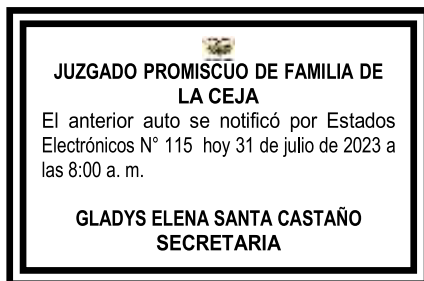 JUZGADO PROMISCUO DE FAMILIA DE
LA CEJA
El anterior auto se notificó por Estados
Electrónicos N° 115 hoy 31 de julio de 2023 a
las 8:00 a. m.
GLADYS ELENA SANTA CASTAÑO
SECRETARIA